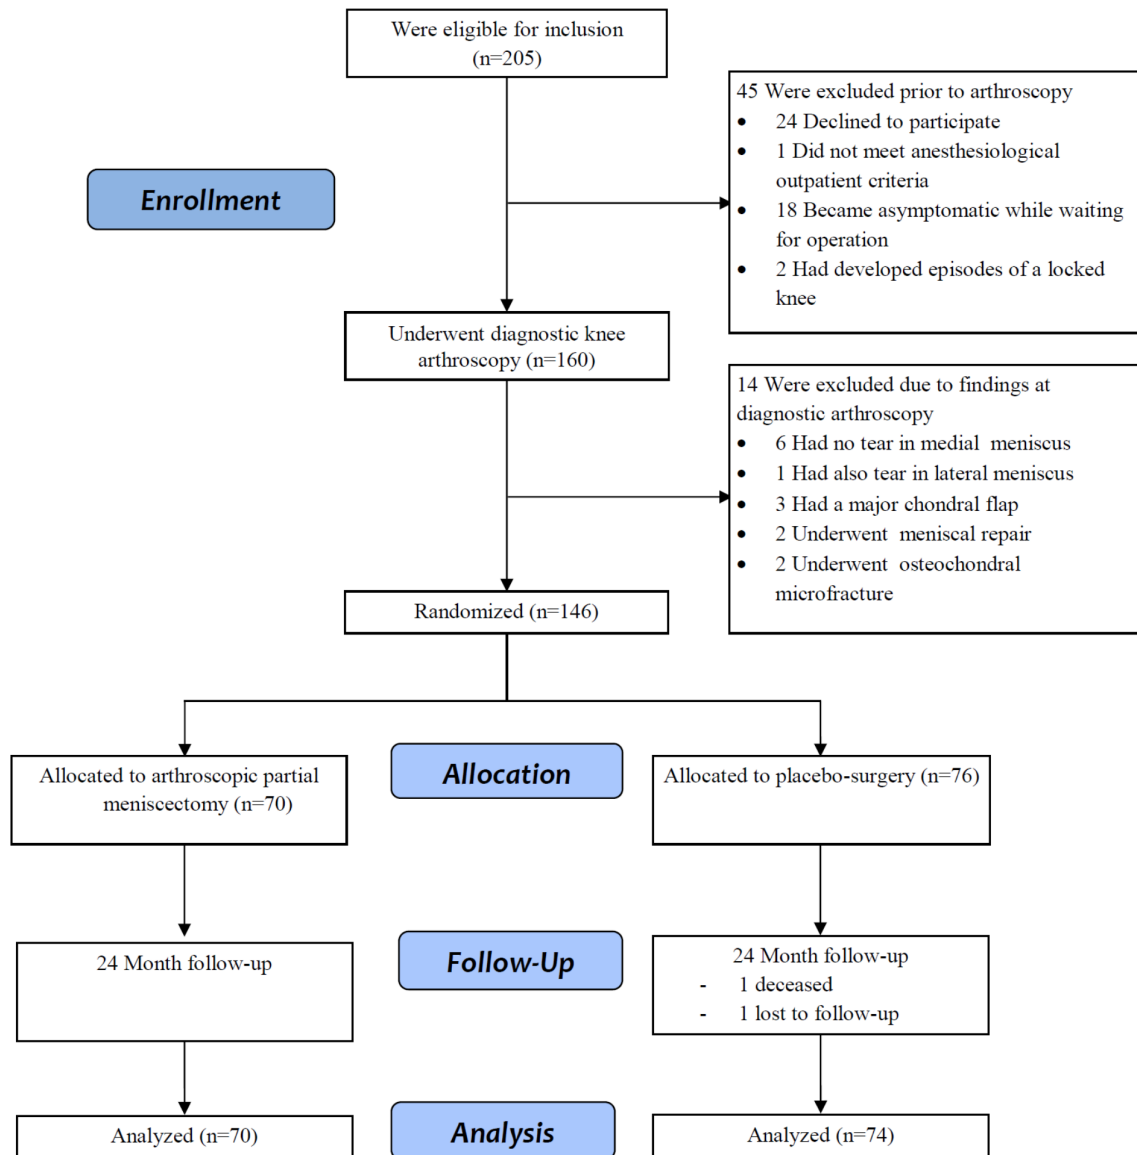 Were eligible for inclusion
(n=205)
45 Were excluded prior to arthroscopy
• 24 Declined to participate
• 1 Did not meet anesthesiological
outpatient criteria
• 18 Became asymptomatic while waiting
for operation
• 2 Had developed episodes of a locked
knee
Enrollment
Underwent diagnostic knee
arthroscopy (n=160)
14 Were excluded due to findings at
diagnostic arthroscopy
• 6 Had no tear in medial meniscus
• 1 Had also tear in lateral meniscus
• 3 Had a major chondral flap
• 2 Underwent meniscal repair
• 2 Underwent osteochondral
microfracture
Randomized (n=146)
Allocated to arthroscopic partial
meniscectomy (n=70)
Allocation
Allocated to placebo-surgery (n=76)
24 Month follow-up
Follow-Up
24 Month follow-up
- 1 deceased
- 1 lost to follow-up
Analyzed (n=70)
Analysis
Analyzed (n=74)